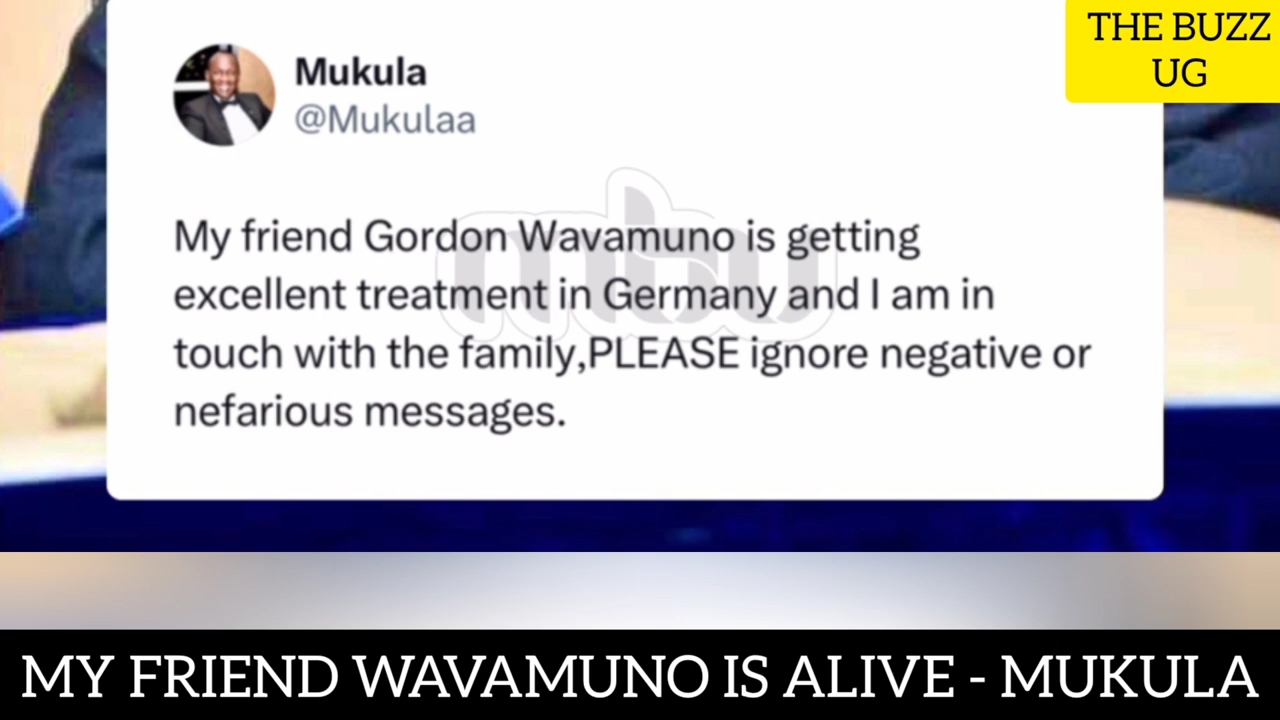 THE BUZZ
UG
Mukula
@Mukulaa
mbu
My friend Gordon Wavamuno is getting
excellent treatment in Germany and I am in
touch with the family,PLEASE ignore negative or
nefarious messages.
MY FRIEND WAVAMUNO IS ALIVE - MUKULA